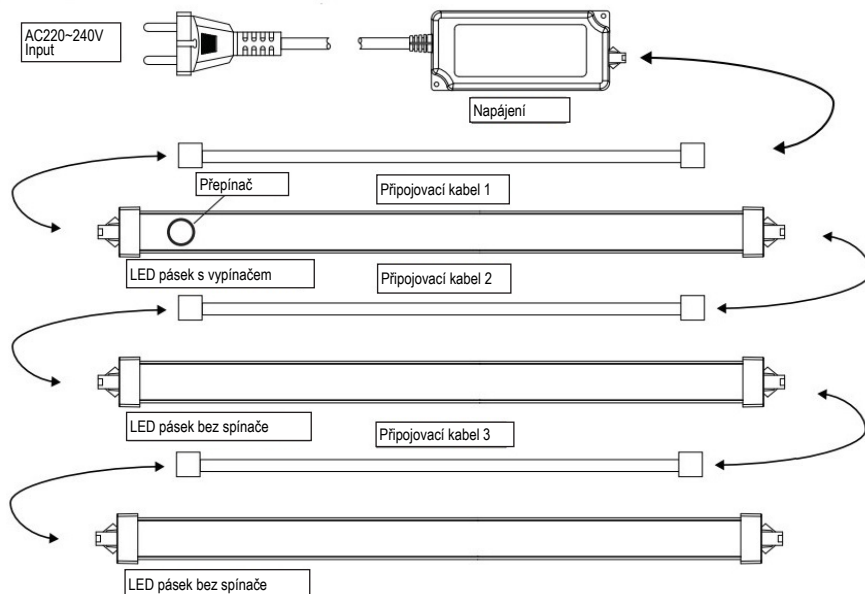 AC220~240V
Input
Napájení
Přepínač
Připojovací kabel 1
LED pásek s vypínačem
Připojovací kabel 2
LED pásek bez spínače
Připojovací kabel 3
LED pásek bez spínače